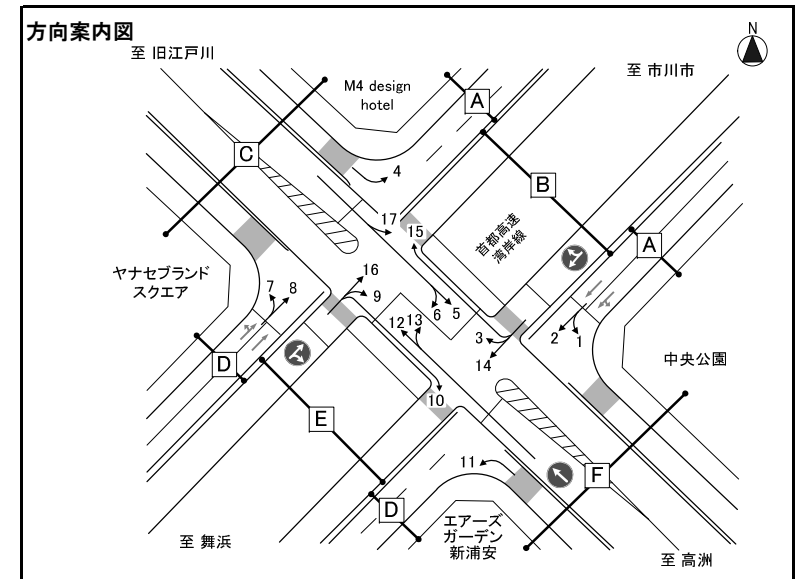 方向案内図
N
至 旧江戸川
至 市川市
M4 design
hotel
A
C
B
4
17
15
首都高速
湾岸線
A
ヤナセブランド
スクエア
16
7
8
9
6
5
12
13
3
2
1
14
中央公園
D
10
E
11
F
D
エアーズ
ガーデン
新浦安
至 舞浜
至 高洲